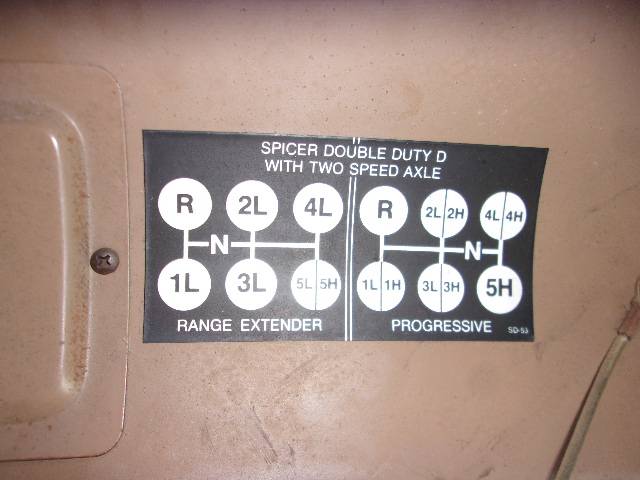 SPICER DOUBLE DUTY D
WITH TWO SPEED AXLE
R 2L 4L
N
1L 3L 5L 5H
RANGE EXTENDER
R 2L 2H 4L 4H
N
1L 1H 3L 3H 5H
PROGRESSIVE
SD-53